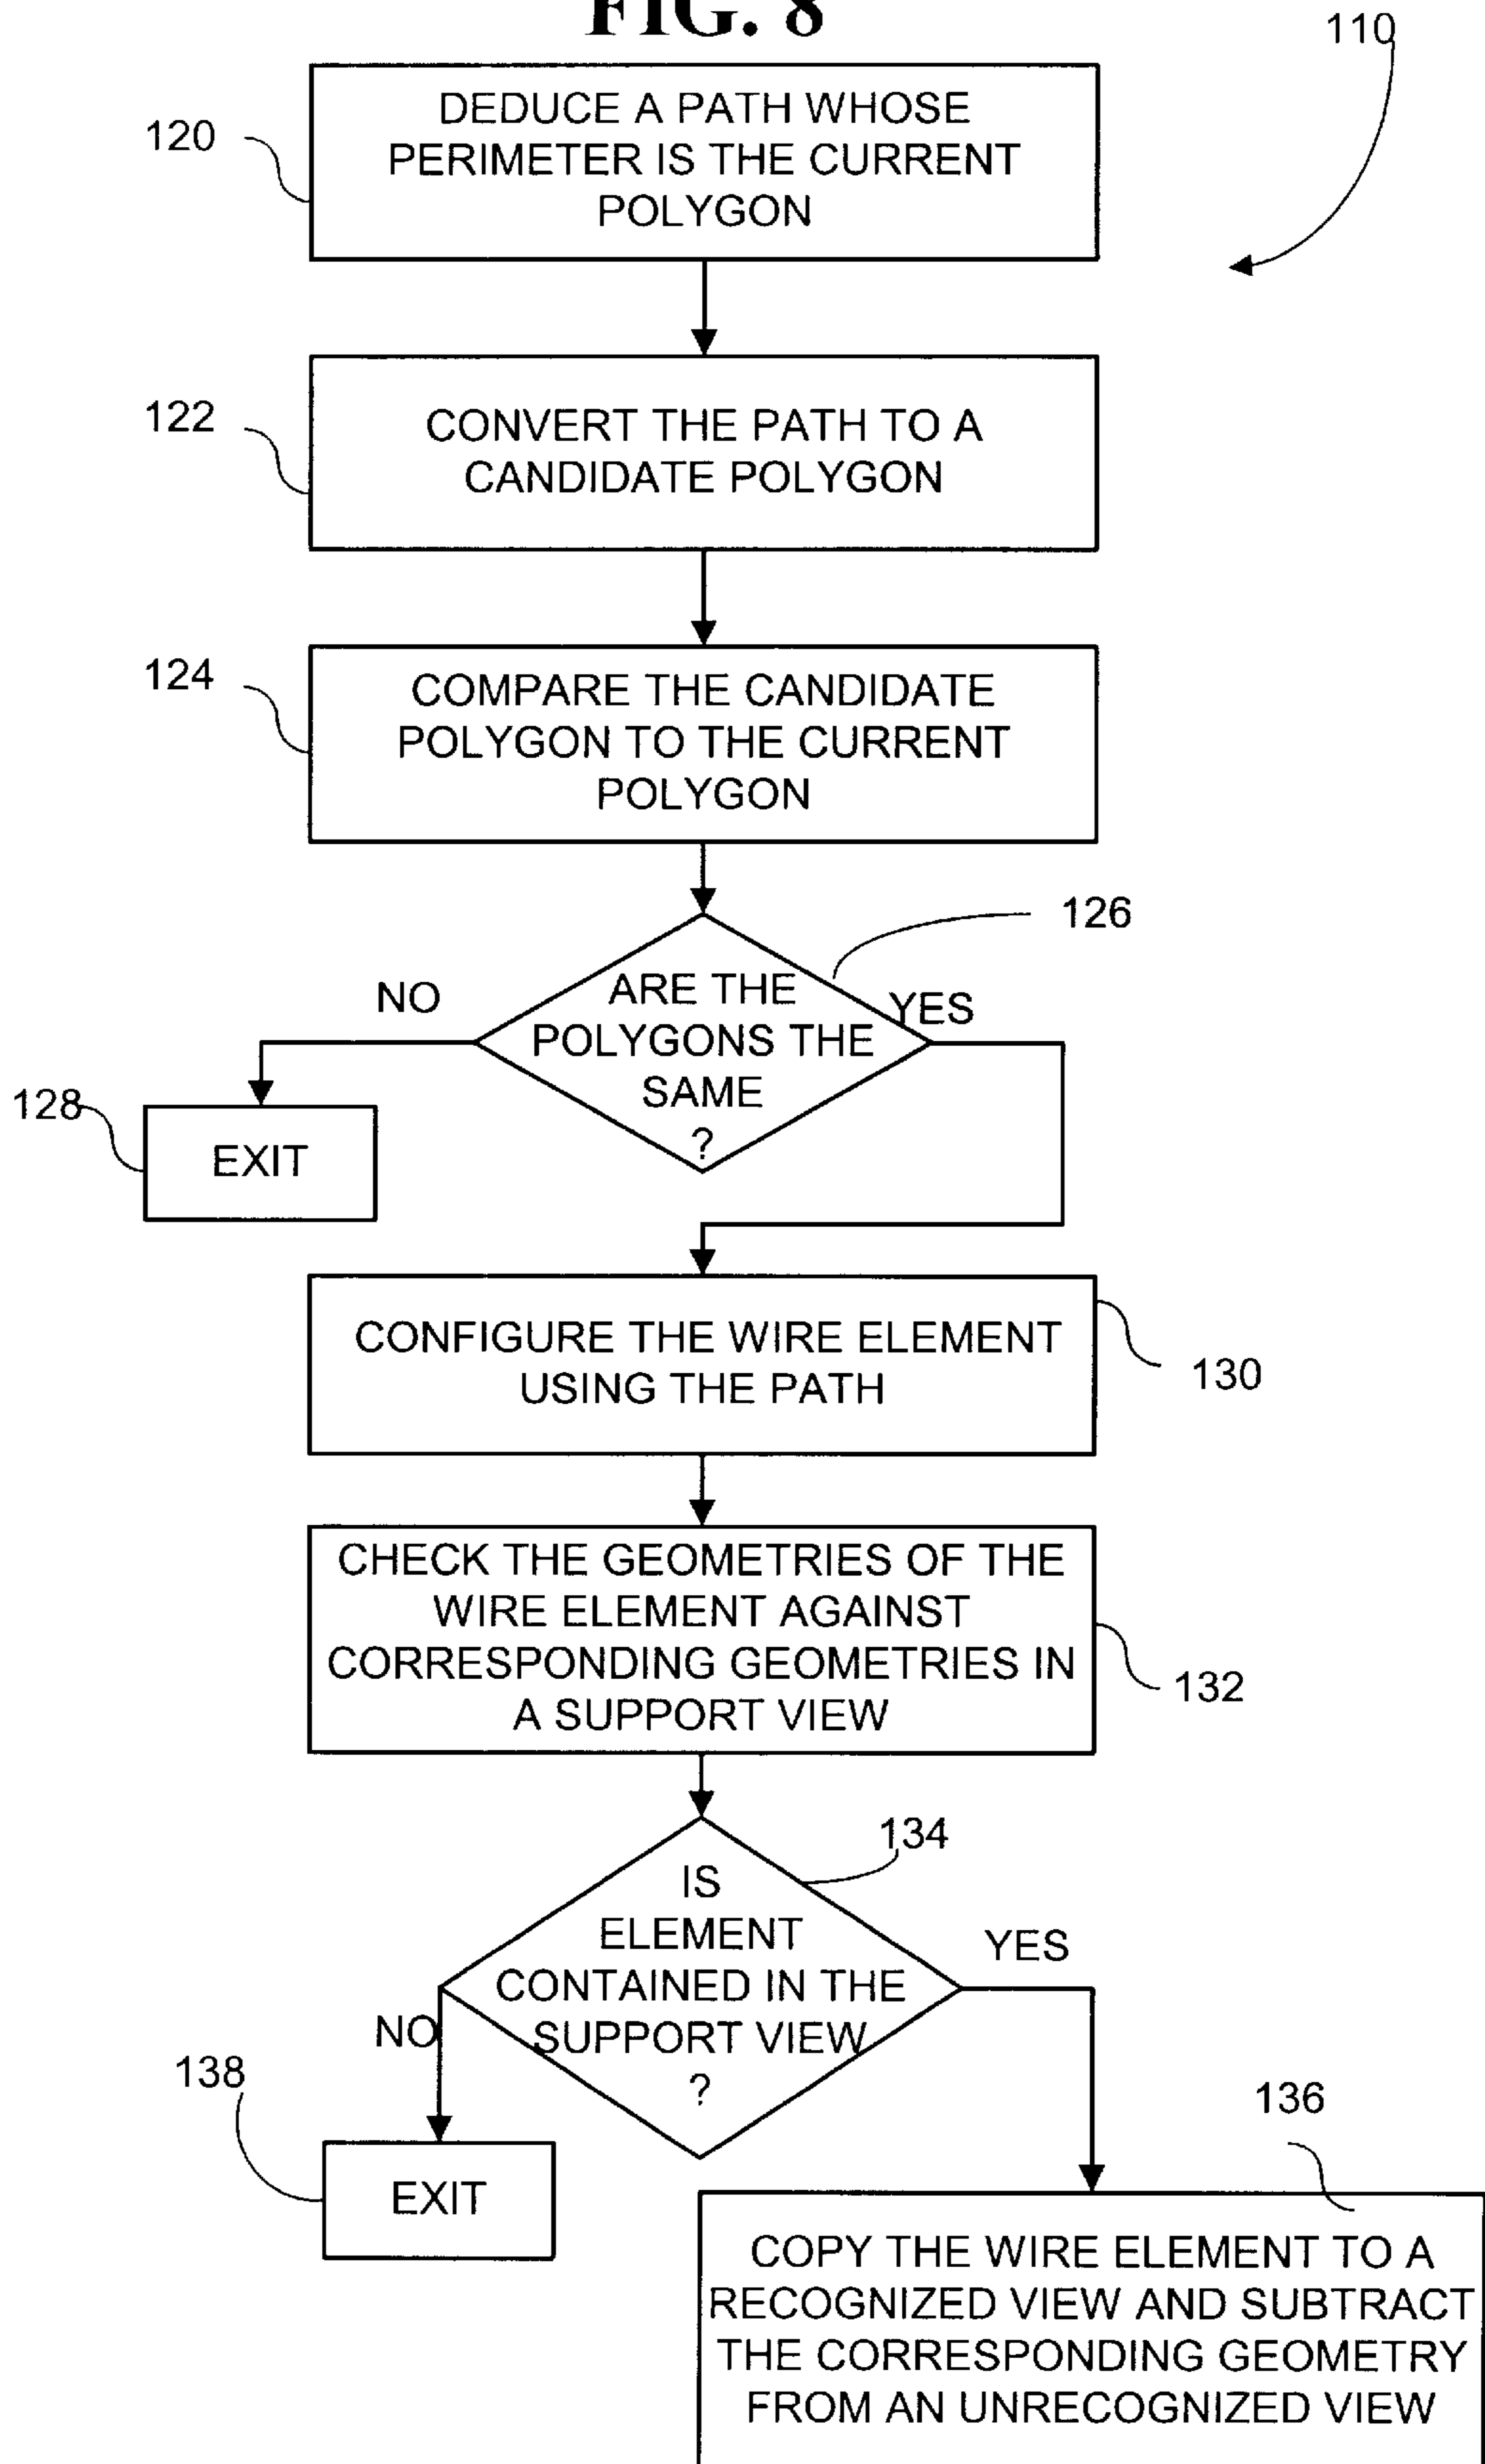 FIG. 8
110
DEDUCE A PATH WHOSE
PERIMETER IS THE CURRENT
POLYGON
120
CONVERT THE PATH TO A
CANDIDATE POLYGON
122
COMPARE THE CANDIDATE
POLYGON TO THE CURRENT
POLYGON
124
126
ARE THE
POLYGONS THE
SAME
?
NO
YES
128
EXIT
CONFIGURE THE WIRE ELEMENT
USING THE PATH
130
CHECK THE GEOMETRIES OF THE
WIRE ELEMENT AGAINST
CORRESPONDING GEOMETRIES IN
A SUPPORT VIEW
132
134
IS
ELEMENT
CONTAINED IN THE
SUPPORT VIEW
?
YES
NO
138
EXIT
136
COPY THE WIRE ELEMENT TO A
RECOGNIZED VIEW AND SUBTRACT
THE CORRESPONDING GEOMETRY
FROM AN UNRECOGNIZED VIEW